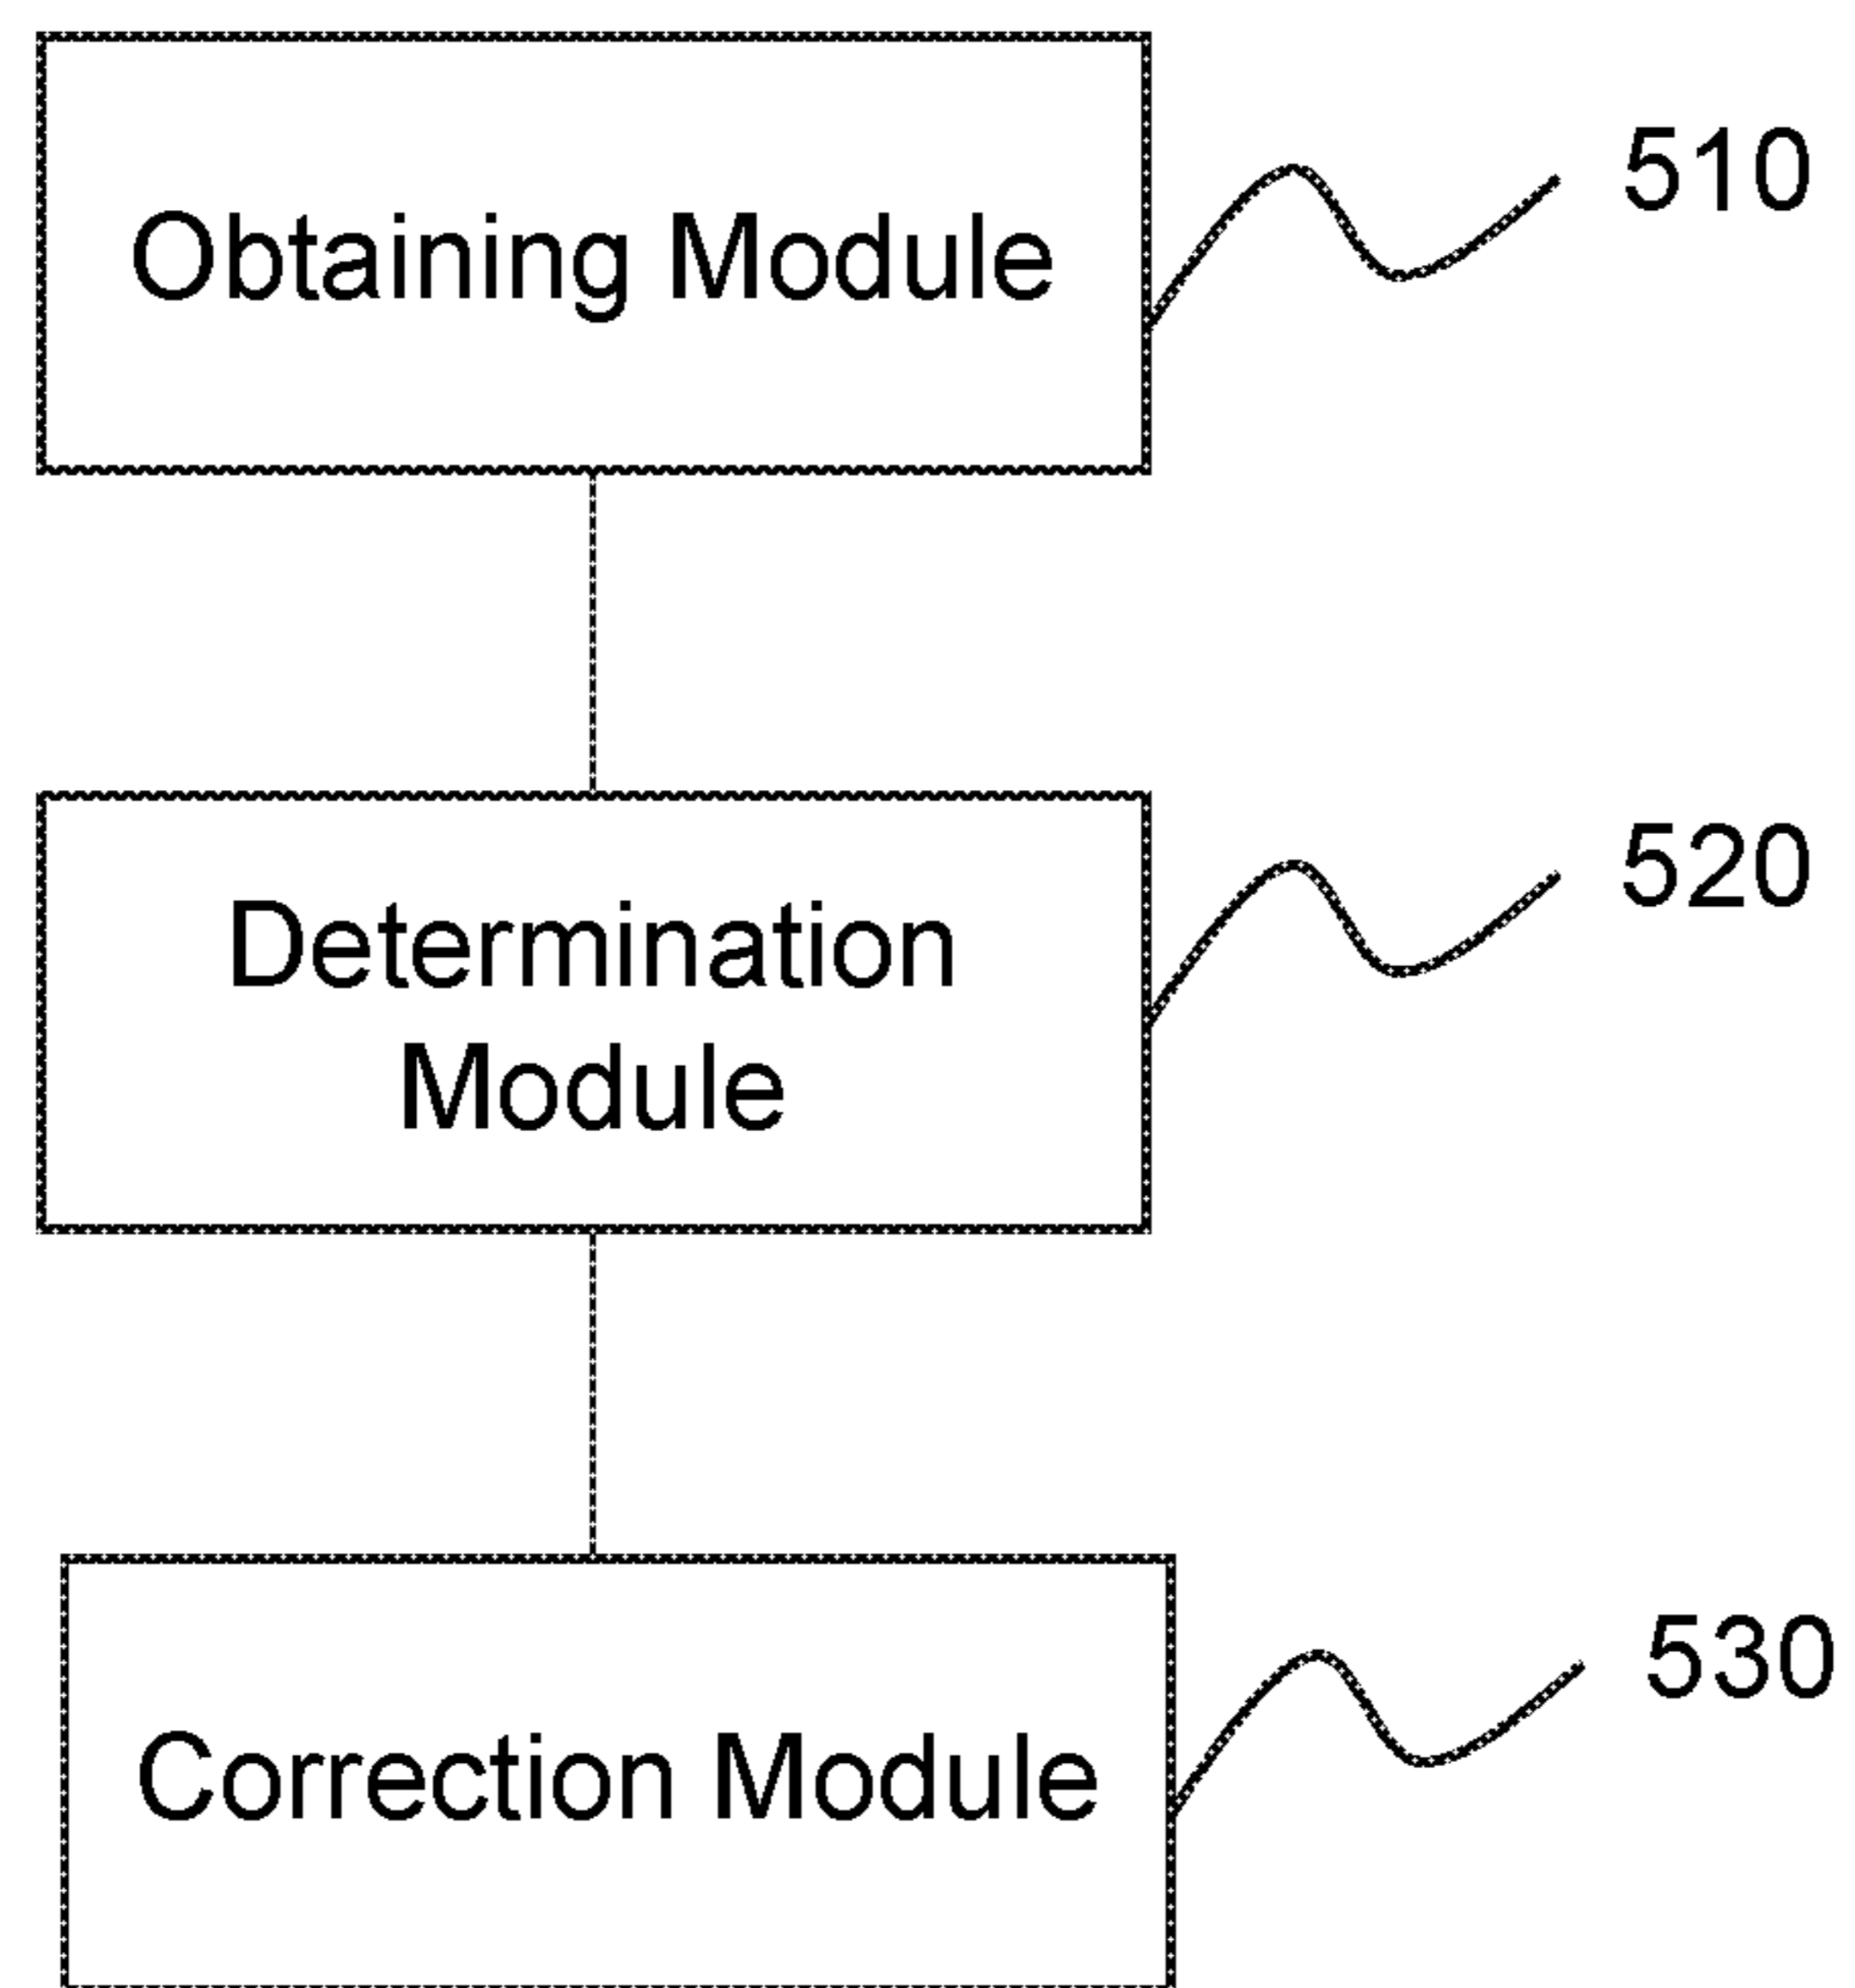 Obtaining Module
510
Determination
Module
520
Correction Module
530